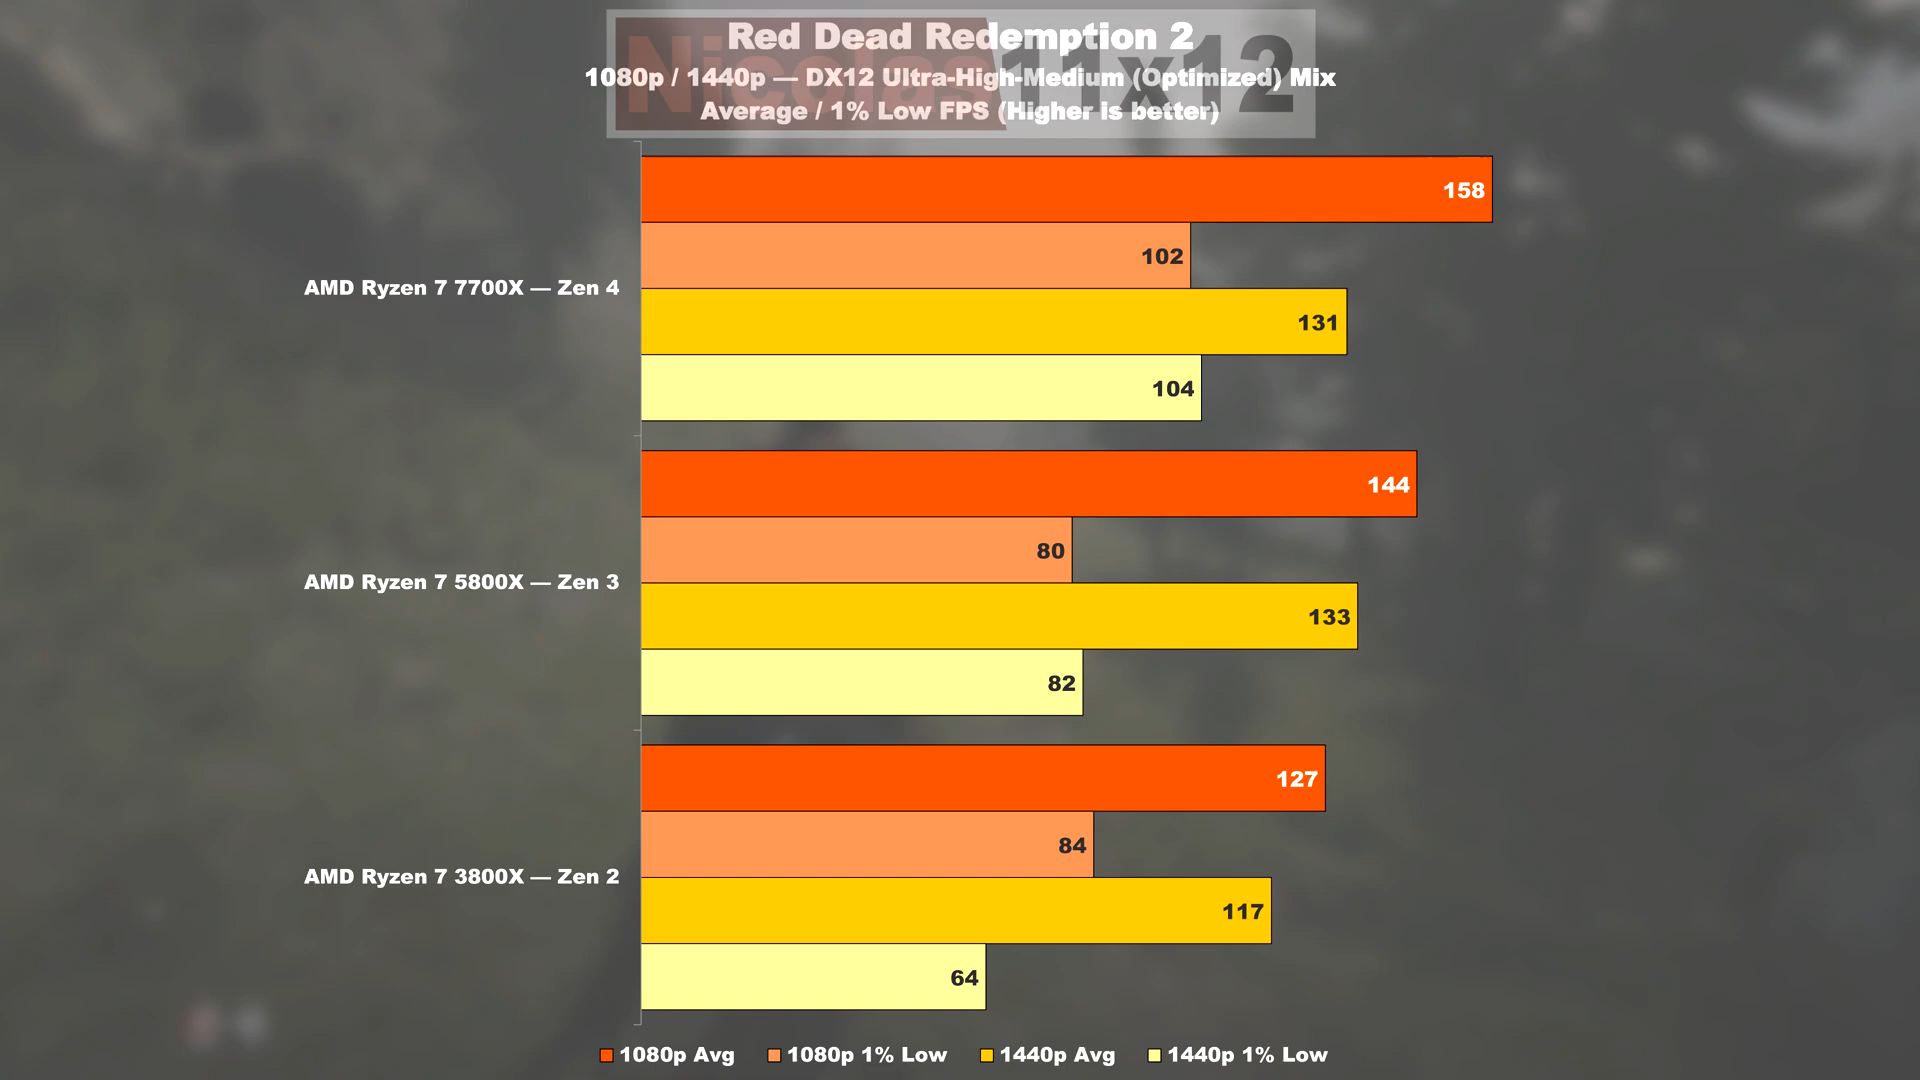 Nicolas11x12
Red Dead Redemption 2
1080p / 1440p — DX12 Ultra-High-Medium (Optimized) Mix
Average / 1% Low FPS (Higher is better)
158
102
AMD Ryzen 7 7700X — Zen 4
131
104
144
80
AMD Ryzen 7 5800X — Zen 3
133
82
127
84
AMD Ryzen 7 3800X — Zen 2
117
64
1080p Avg 1080p 1% Low 1440p Avg 1440p 1% Low